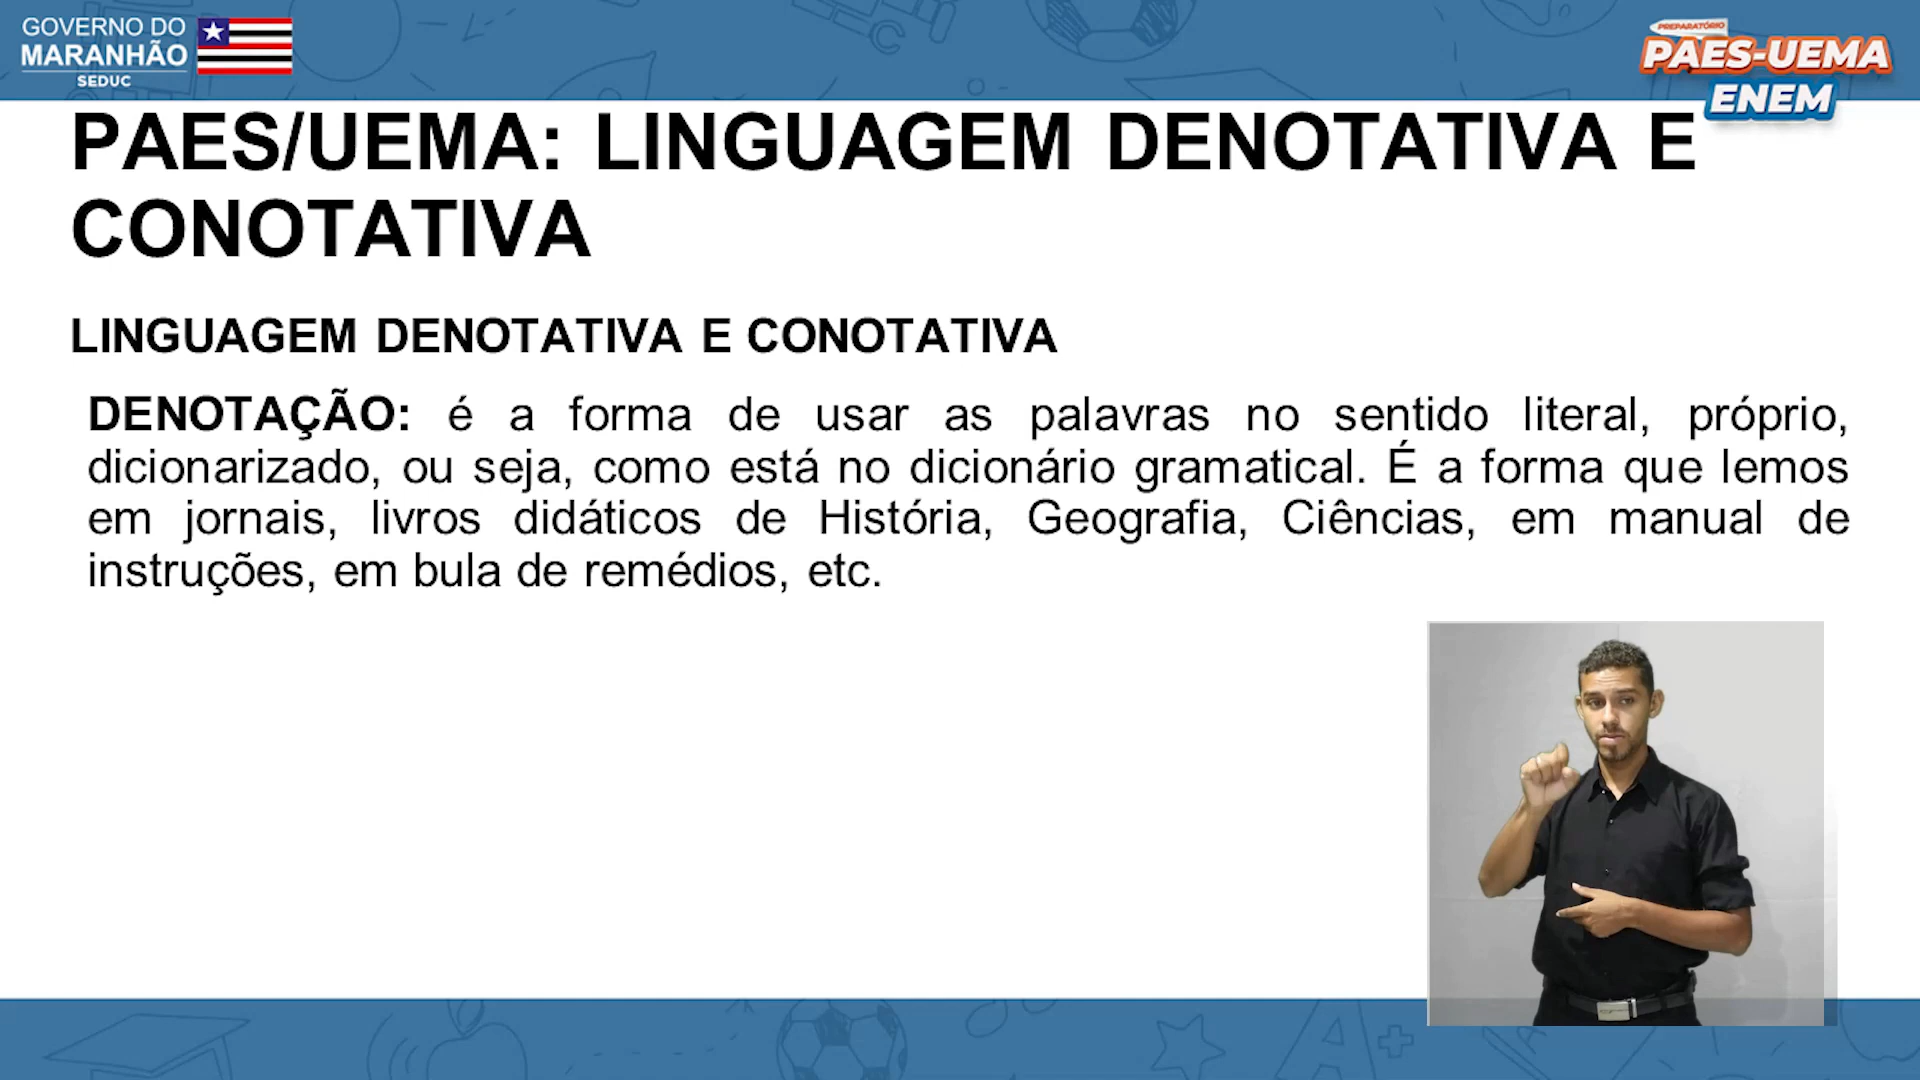 GOVERNO DO
MARANHÃO
SEDUC
PREPARATÓRIO
PAES-UEMA
ENEM
PAES/UEMA: LINGUAGEM DENOTATIVA E
CONOTATIVA
LINGUAGEM DENOTATIVA E CONOTATIVA
DENOTAÇÃO: é a forma de usar as palavras no sentido literal, próprio,
dicionarizado, ou seja, como está no dicionário gramatical. É a forma que lemos
em jornais, livros didáticos de História, Geografia, Ciências, em manual de
instruções, em bula de remédios, etc.
A+